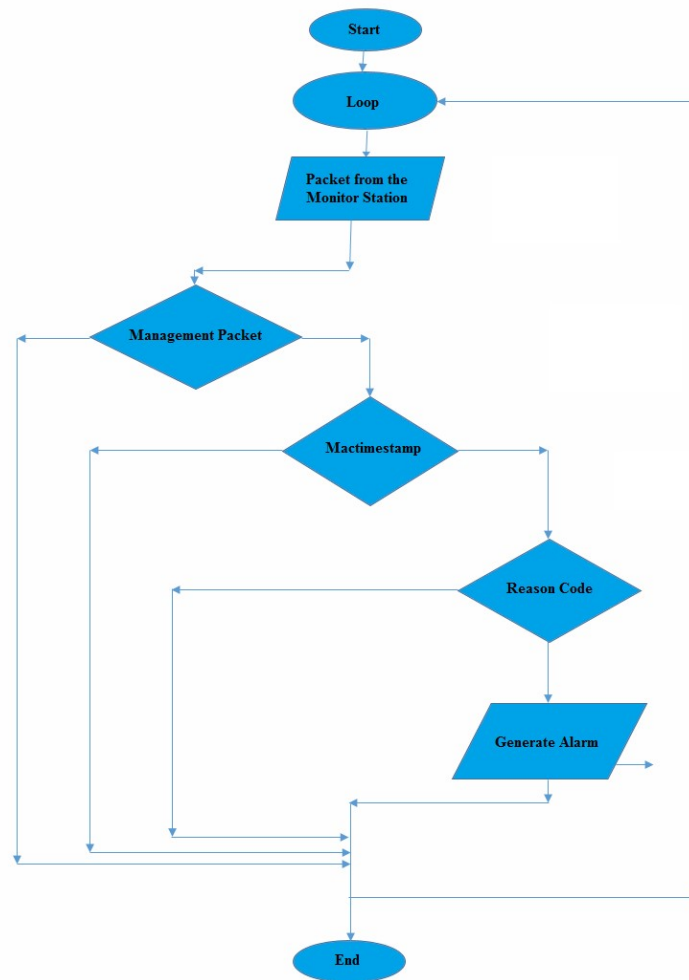 Start
Loop
Packet from the
Monitor Station
Management Packet
Mactimestamp
Reason Code
Generate Alarm
End